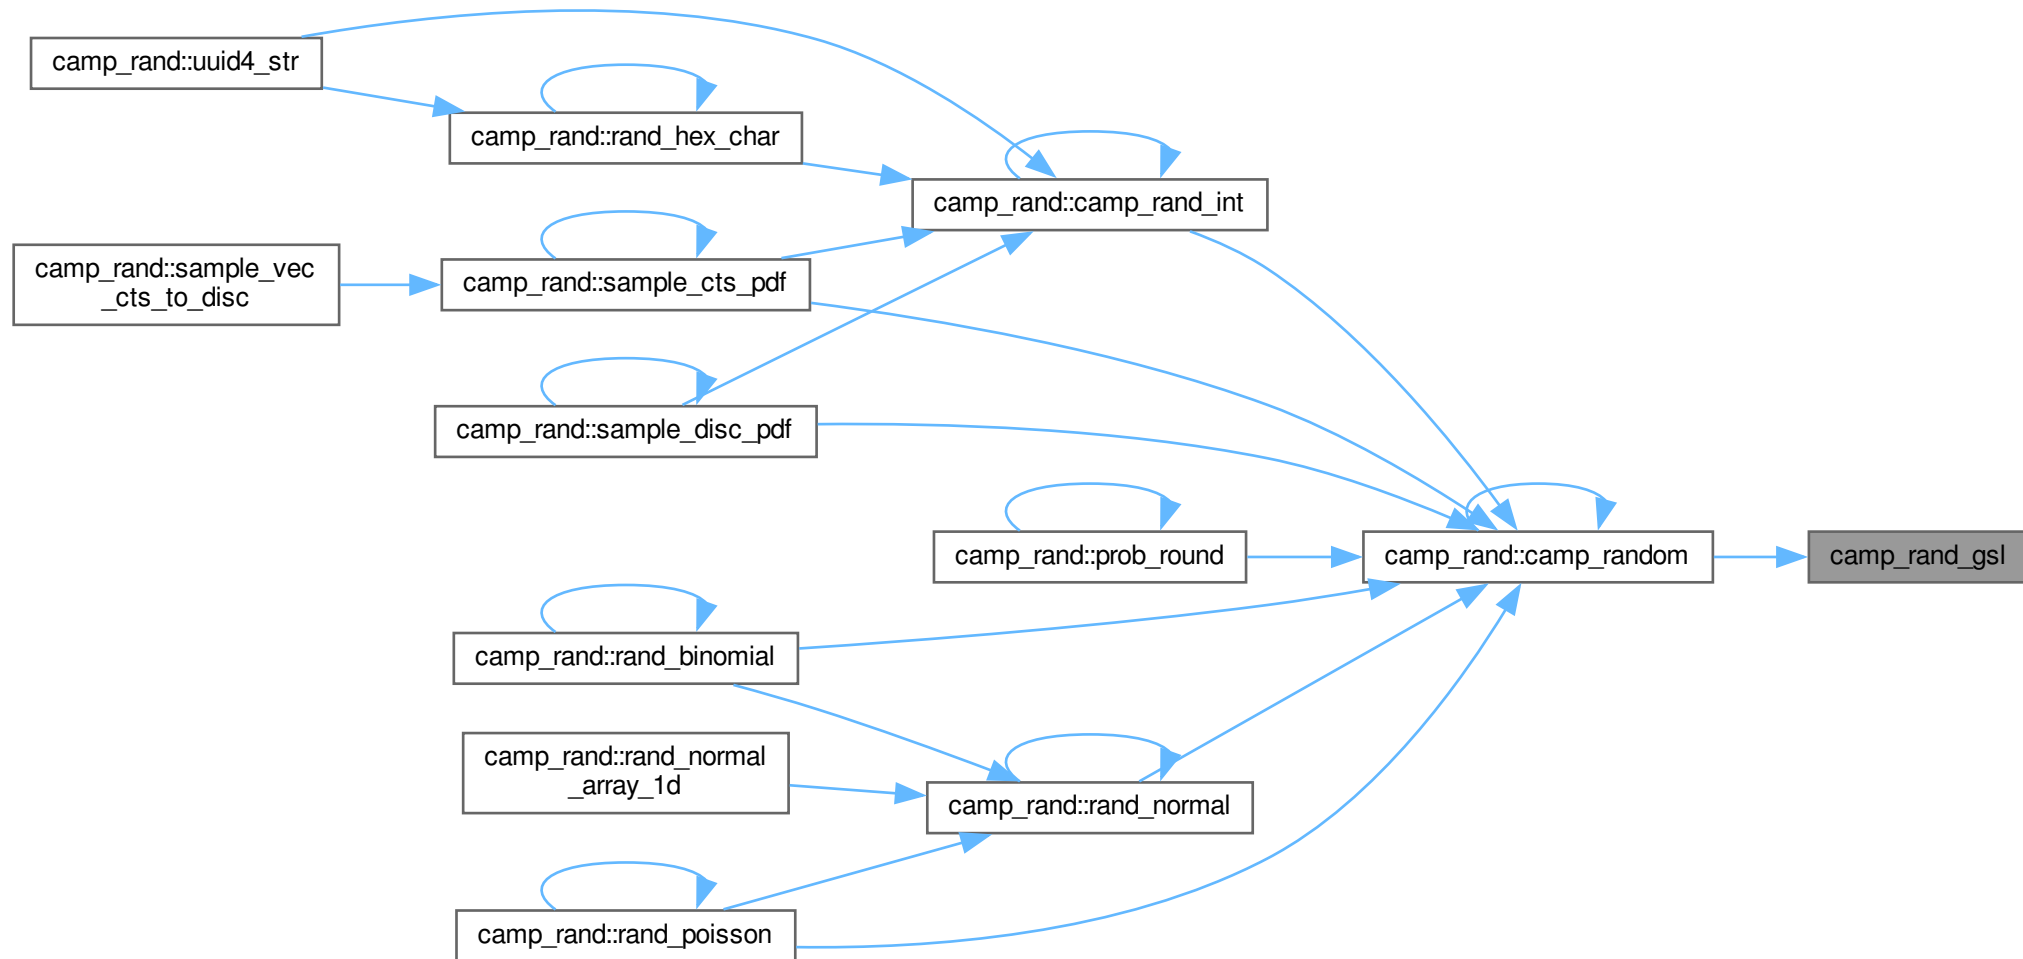 camp_rand::uuid4_str
camp_rand::rand_hex_char
camp_rand::camp_rand_int
camp_rand::sample_vec
_cts_to_disc
camp_rand::sample_cts_pdf
camp_rand::sample_disc_pdf
camp_rand::prob_round
camp_rand::camp_random
camp_rand_gsl
camp_rand::rand_binomial
camp_rand::rand_normal
_array_1d
camp_rand::rand_normal
camp_rand::rand_poisson